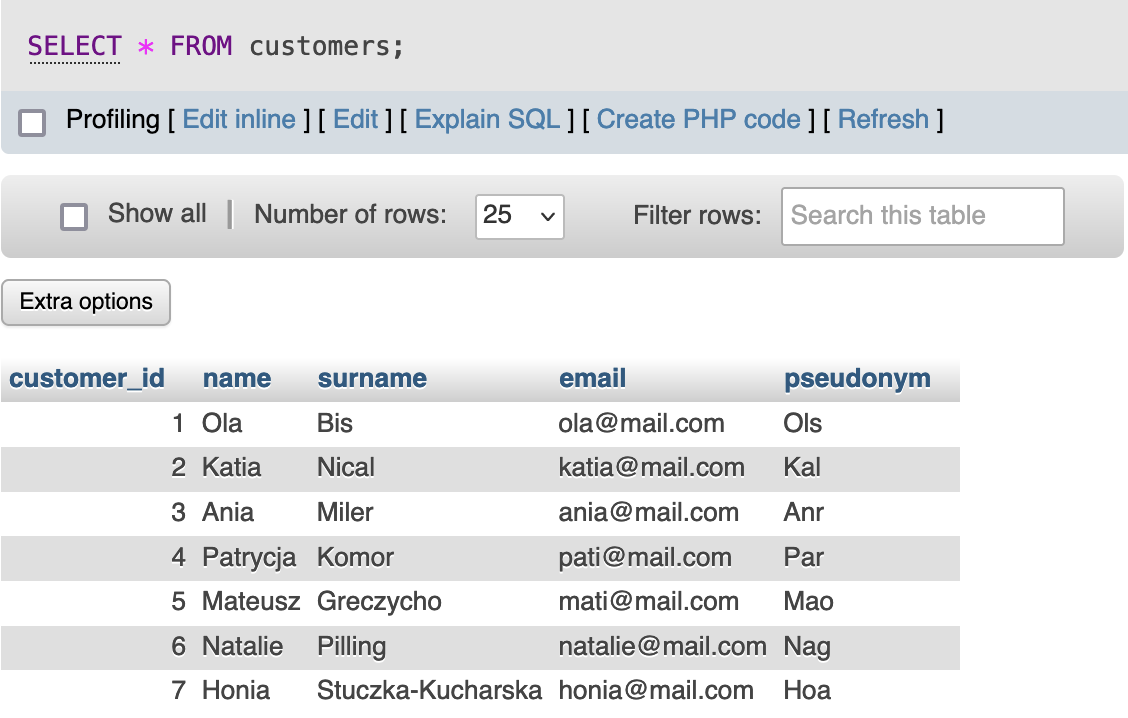 SELECT * FROM customers;
Profiling [ Edit inline ] [ Edit ] [ Explain SQL ] [ Create PHP code ] [ Refresh ]
Show all | Number of rows: 25 Filter rows: Search this table
Extra options
customer_id name surname email pseudonym
1 Ola Bis ola@mail.com Ols
2 Katia Nical katia@mail.com Kal
3 Ania Miler ania@mail.com Anr
4 Patrycja Komor pati@mail.com Par
5 Mateusz Greczycho mati@mail.com Mao
6 Natalie Pilling natalie@mail.com Nag
7 Honia Stuczka-Kucharska honia@mail.com Hoa